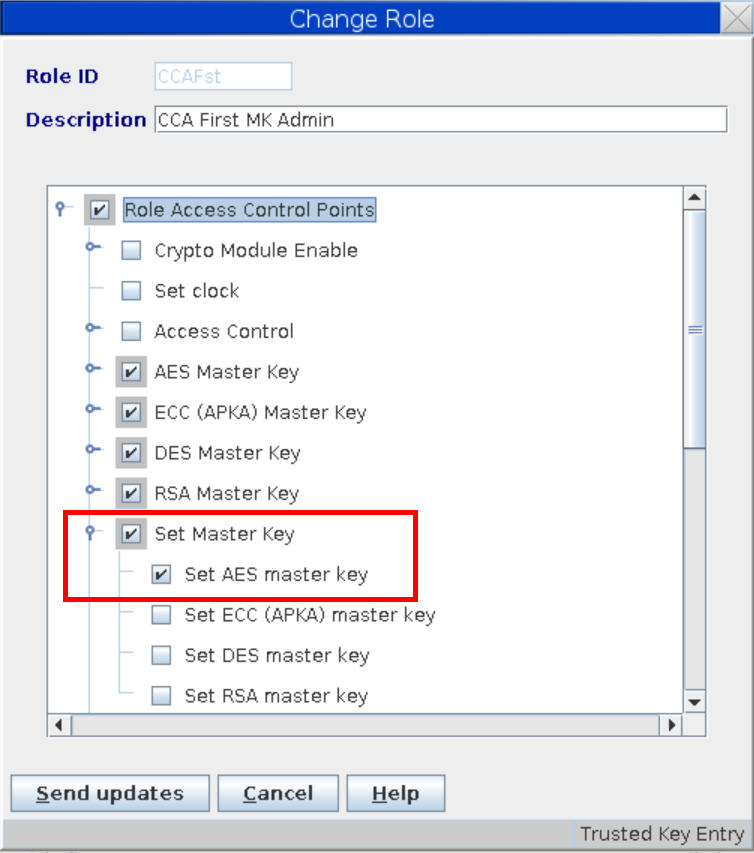 Change Role
Role ID CCAFst
Description CCA First MK Admin
Role Access Control Points
Crypto Module Enable
Set clock
Access Control
AES Master Key
ECC (APKA) Master Key
DES Master Key
RSA Master Key
Set Master Key
Set AES master key
Set ECC (APKA) master key
Set DES master key
Set RSA master key
Send updates Cancel Help
Trusted Key Entry